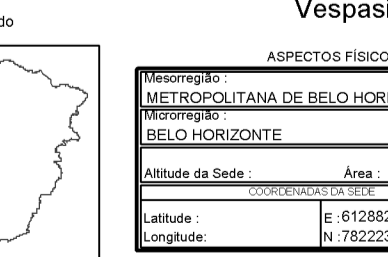 Vespasi
do
ASPECTOS FÍSICO
Mesorregião :
METROPOLITANA DE BELO HORI
Microrregião :
BELO HORIZONTE
Altitude da Sede : Área :
COORDENADAS DA SEDE
Latitude : E :612882
Longitude: N :782223